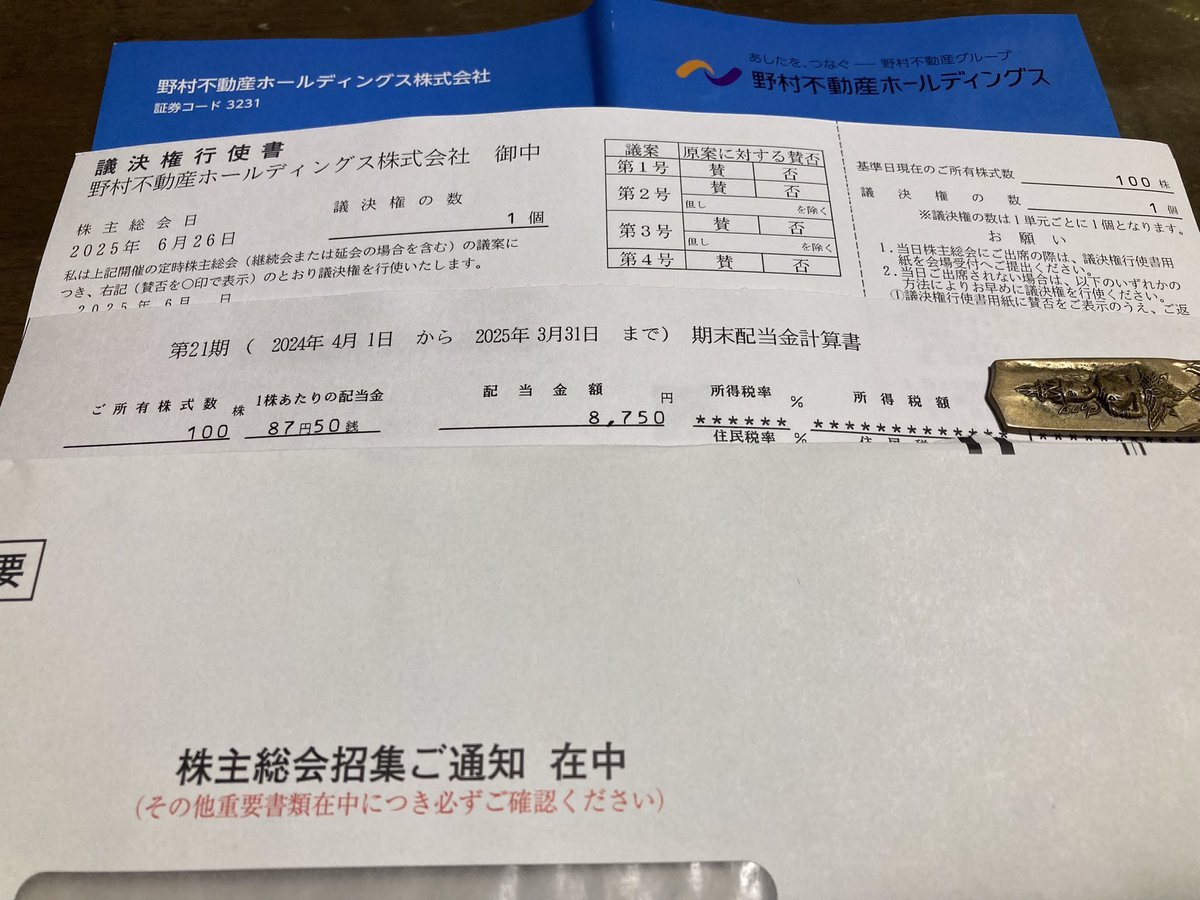 野村不動産ホールディングス株式会社
証券コード 3231
あしたを、つなぐ — 野村不動産グループ
野村不動産ホールディングス
議決権行使書
野村不動産ホールディングス株式会社 御中
株主総会日
2025年 6月26日
議決権の数
1個
私は上記開催の定時株主総会(継続会または延会の場合を含む)の議案に
つき、右記(賛否を○印で表示)のとおり議決権を行使いたします。
2025年 6月 日
議案 原案に対する賛否
第1号 賛 否
第2号 賛 否
但し を除く
第3号 賛 否
但し を除く
第4号 賛 否
基準日現在のご所有株式数 100株
議決権の数 1個
※議決権の数は1単元ごとに1個となります。
お願い
1.当日株主総会にご出席の際は、議決権行使書用
紙を会場受付へご提出ください。
2.当日ご出席されない場合は、以下のいずれかの
方法によりお早めに議決権を行使ください。
①議決権行使書用紙に賛否をご表示のうえ、ご返
第21期 ( 2024年 4月 1日 から 2025年 3月31日 まで) 期末配当金計算書
ご所有株式数 株 1株あたりの配当金 配当金額 円 所得税率 % 所得税額
100 87円50銭 8,750 ****** ************
住民税率 % 住民税
要
株主総会招集ご通知 在中
(その他重要書類在中につき必ずご確認ください)